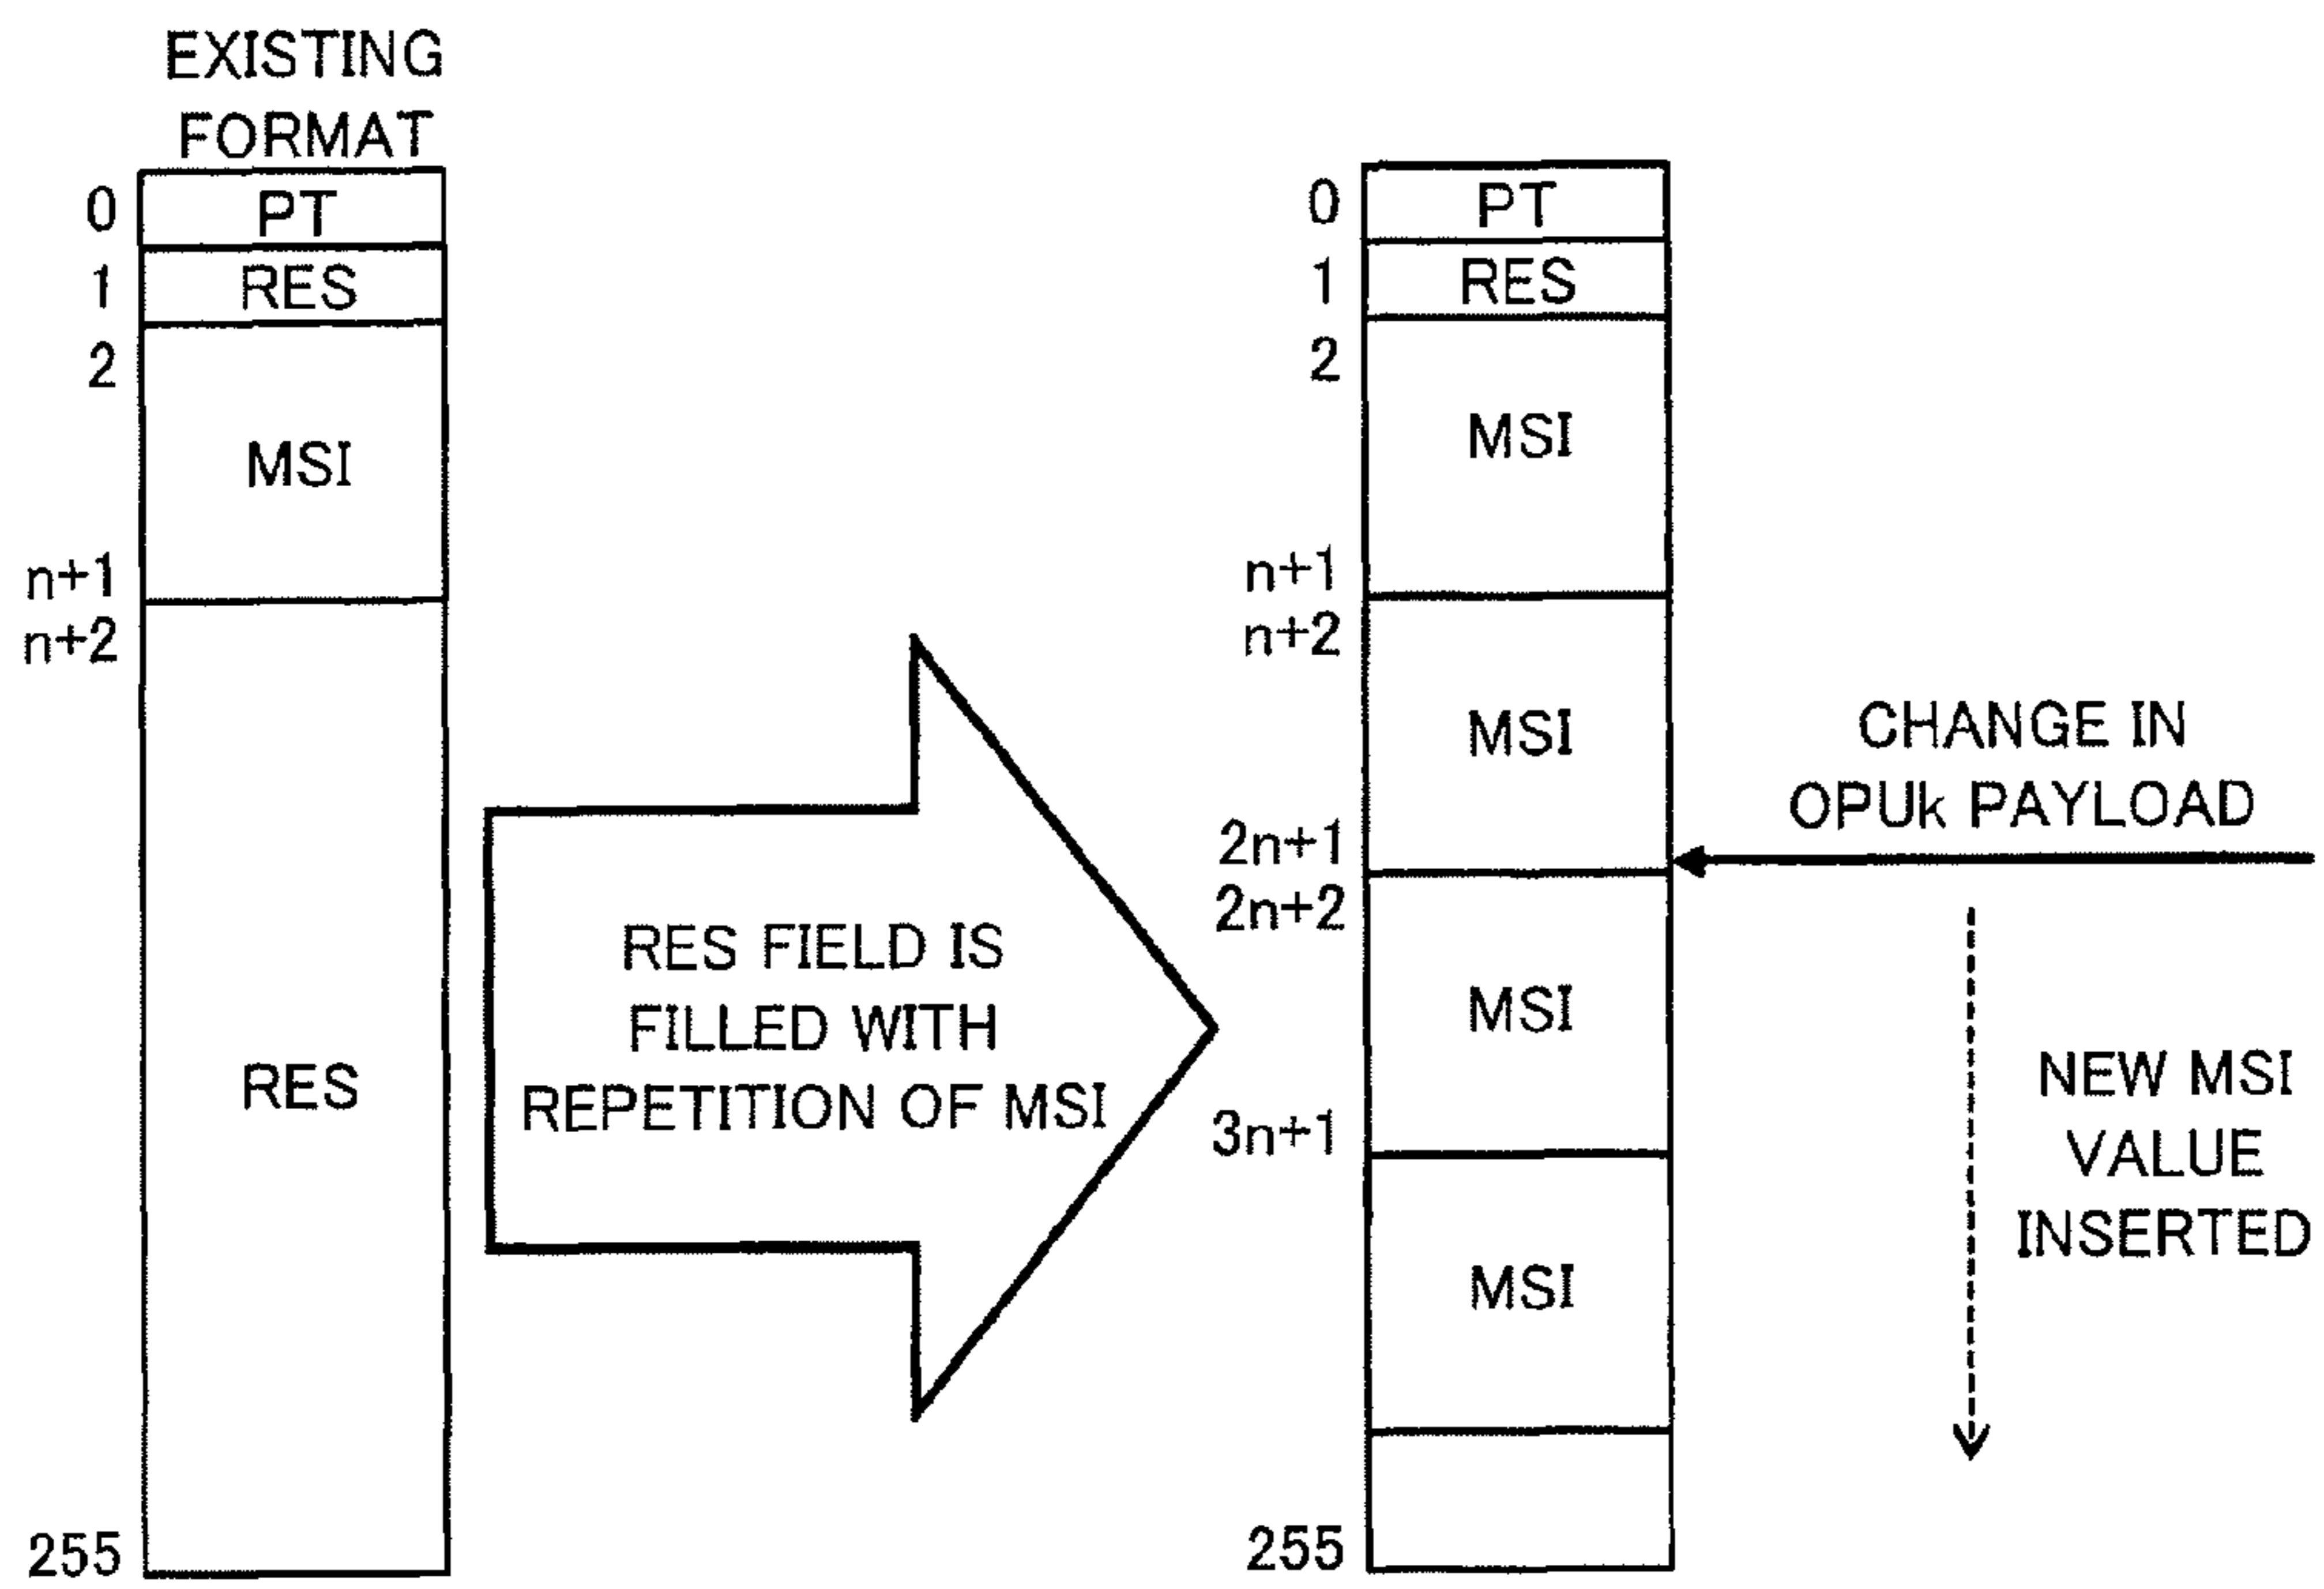 EXISTING
FORMAT
0
PT
1
RES
2
MSI
n+1
n+2
RES
255
RES FIELD IS
FILLED WITH
REPETITION OF MSI
0
PT
1
RES
2
MSI
n+1
n+2
MSI
2n+1
2n+2
MSI
3n+1
MSI
255
CHANGE IN
OPUk PAYLOAD
NEW MSI
VALUE
INSERTED